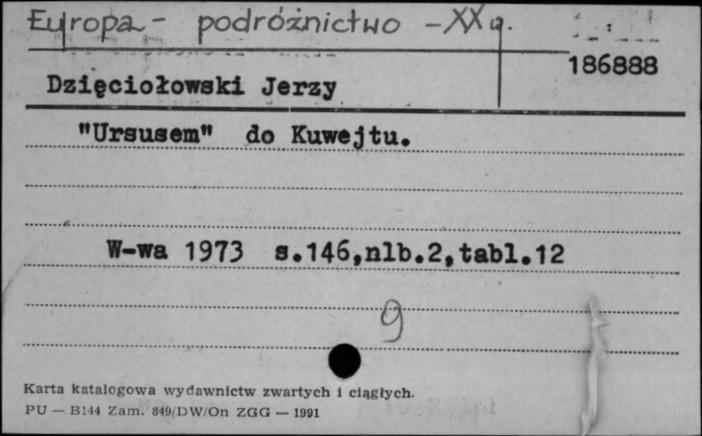 Europa - podróżnictwo - XX w.
186888
Dzięciołowski Jerzy
"Ursusem" do Kuwejtu.
W-wa 1973 s.146,nlb.2,tabl.12
9
Karta katalogowa wydawnictw zwartych i ciągłych.
PU — B144 Zam. 849/DW/On ZGG — 1991